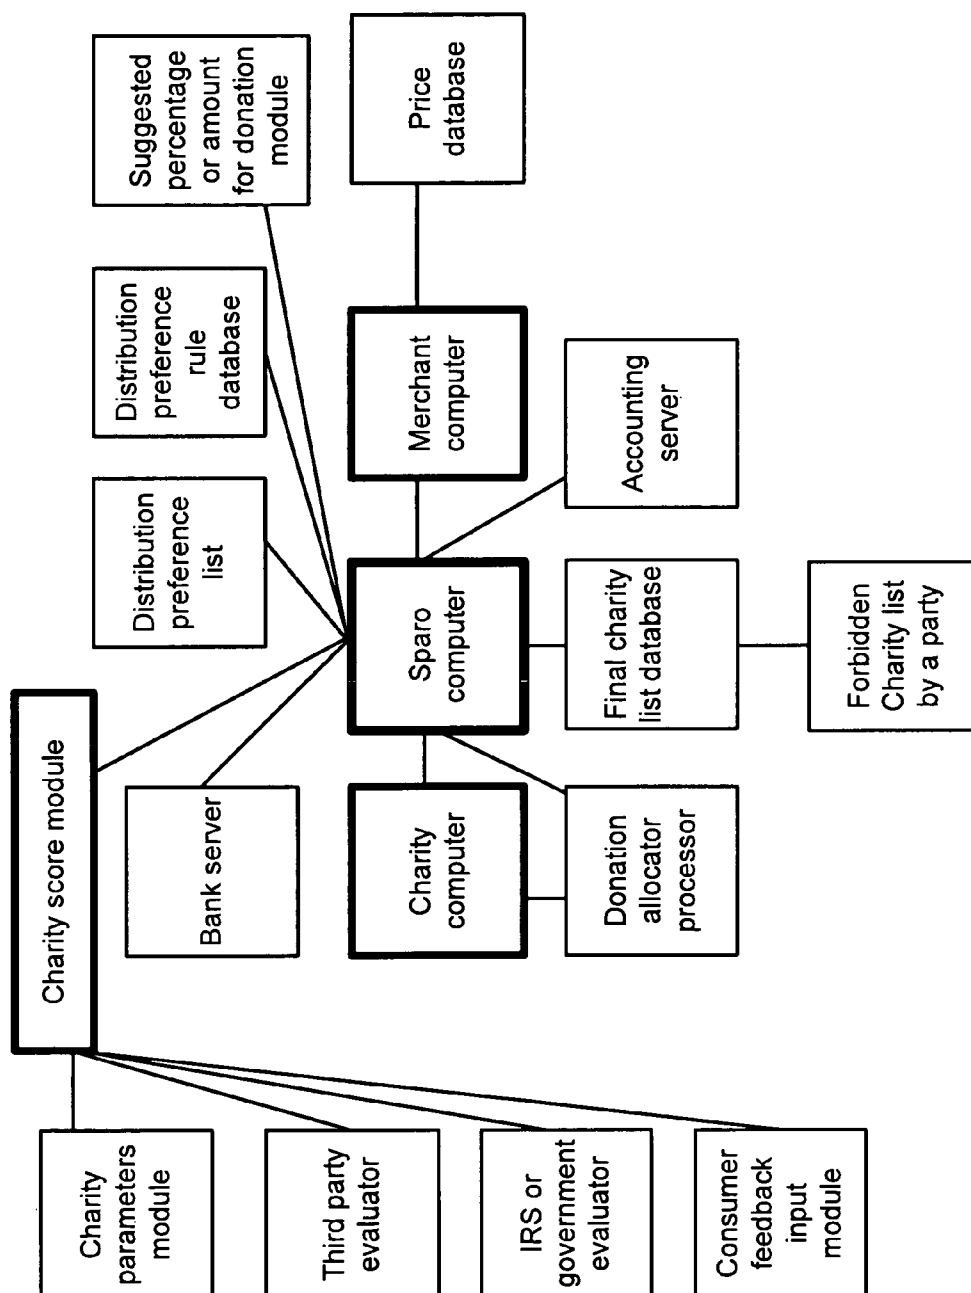 Charity
parameters
module
Third party
evaluator
IRS or
government
evaluator
Consumer
feedback
input
module
Charity score module
Bank server
Charity
computer
Donation
allocator
processor
Distribution
preference
list
Sparo
computer
Final charity
list database
Forbidden
Charity list
by a party
Distribution
preference
rule
database
Merchant
computer
Accounting
server
Suggested
percentage
or amount
for donation
module
Price
database